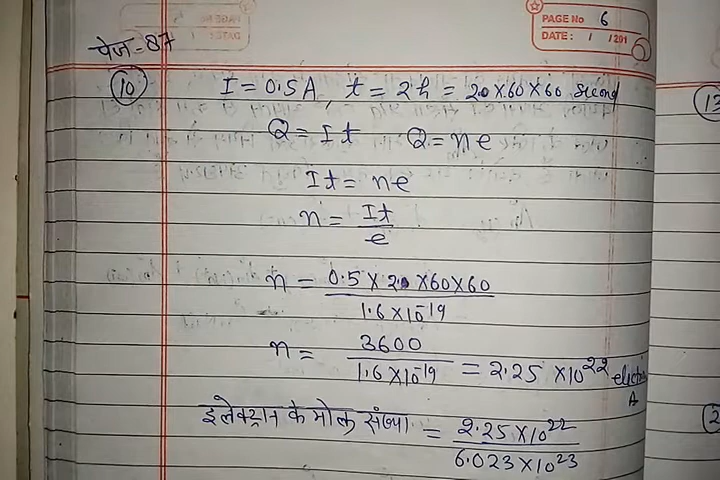 PAGE No 6
DATE: / /201
पेज-87
(10) I = 0.5A, t = 2h = 2.0×60×60 second
Q = It Q = ne
It = ne
n = It/e
n = 0.5 × 2.0 ×60×60 / 1.6×10⁻¹⁹
n = 3600 / 1.6×10⁻¹⁹ = 2.25 ×10²²
इलेक्ट्रान के मोल संख्या = 2.25×10²² / 6.023×10²³